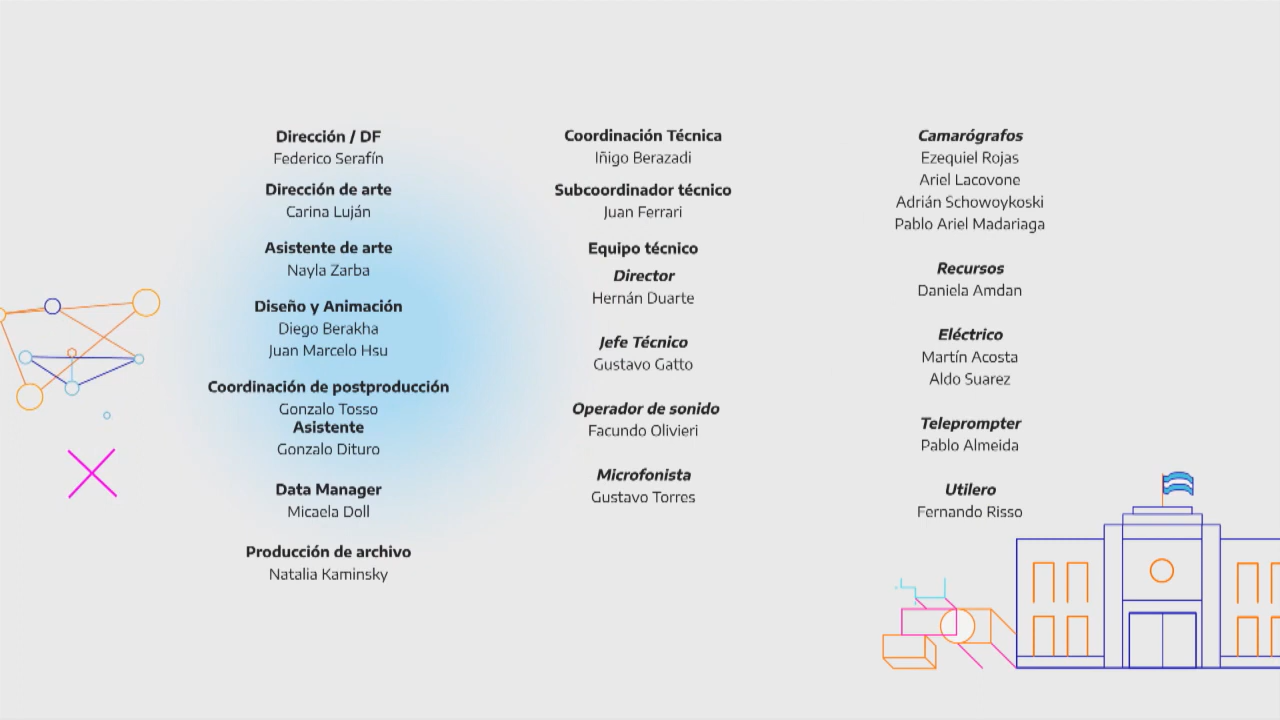 Dirección / DF
Federico Serafín
Dirección de arte
Carina Luján
Asistente de arte
Nayla Zarba
Diseño y Animación
Diego Berakha
Juan Marcelo Hsu
Coordinación de postproducción
Gonzalo Tosso
Asistente
Gonzalo Dituro
Data Manager
Micaela Doll
Producción de archivo
Natalia Kaminsky
Coordinación Técnica
Iñigo Berazadi
Subcoordinador técnico
Juan Ferrari
Equipo técnico
Director
Hernán Duarte
Jefe Técnico
Gustavo Gatto
Operador de sonido
Facundo Olivieri
Microfonista
Gustavo Torres
Camarógrafos
Ezequiel Rojas
Ariel Lacovone
Adrián Schowoykoski
Pablo Ariel Madariaga
Recursos
Daniela Amdan
Eléctrico
Martín Acosta
Aldo Suarez
Teleprompter
Pablo Almeida
Utilero
Fernando Risso